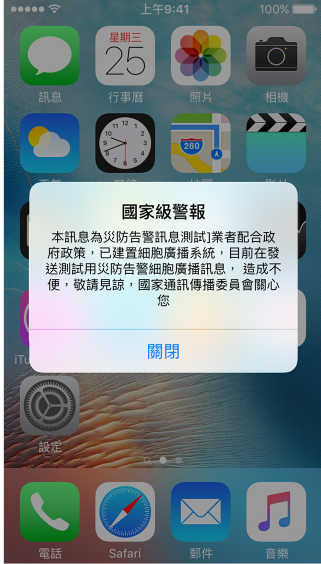 上午9:41
100%
星期三
25
訊息
行事曆
照片
相機
280
國家級警報
本訊息為災防告警訊息測試]業者配合政
府政策，已建置細胞廣播系統，目前在發
送測試用災防告警細胞廣播訊息， 造成不
便，敬請見諒，國家通訊傳播委員會關心
您
關閉
設定
電話
Safari
郵件
音樂